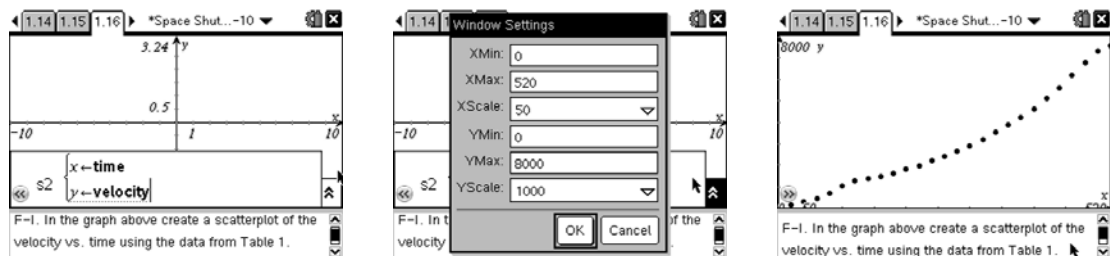 1.14 1.15 1.16 *Space Shut...-10
3.24 y
0.5
x
-10 1 10
s2 x←time
y←velocity
F-I. In the graph above create a scatterplot of the
velocity vs. time using the data from Table 1.
1.14 1
Window Settings
XMin: 0
XMax: 520
XScale: 50
YMin: 0
YMax: 8000
YScale: 1000
OK Cancel
-10
x
10
s2
F-I. In t
of the
velocity
1.14 1.15 1.16 *Space Shut...-10
8000 y
x
50
520
F-I. In the graph above create a scatterplot of the
velocity vs. time using the data from Table 1.